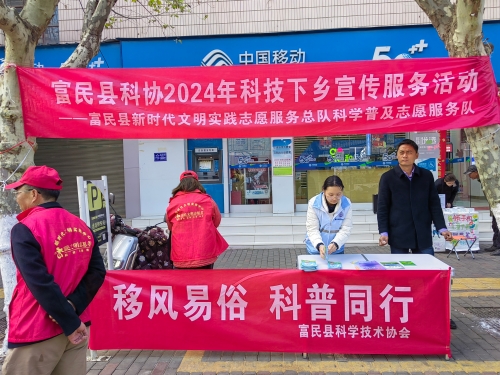 中国移动
5G++
富民县科协2024年科技下乡宣传服务活动
——富民县新时代文明实践志愿服务总队科学普及志愿服务队
移风易俗 科普同行
富民县科学技术协会